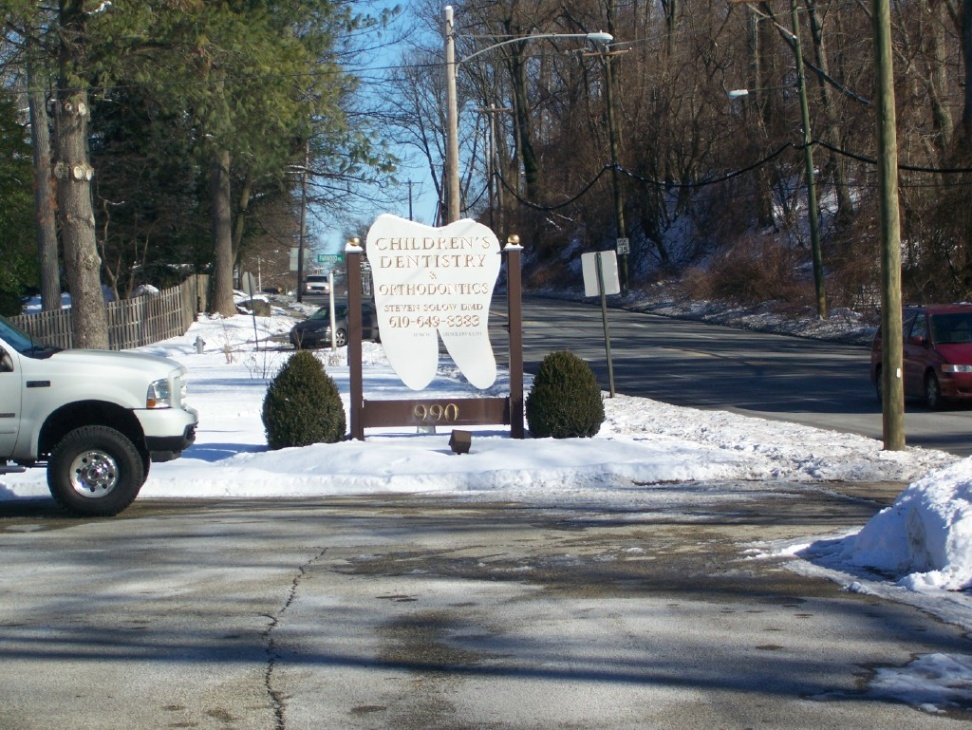 CHILDREN'S
DENTISTRY
&
ORTHODONTICS
STEVEN SOLOW DMD
610-649-3333
990